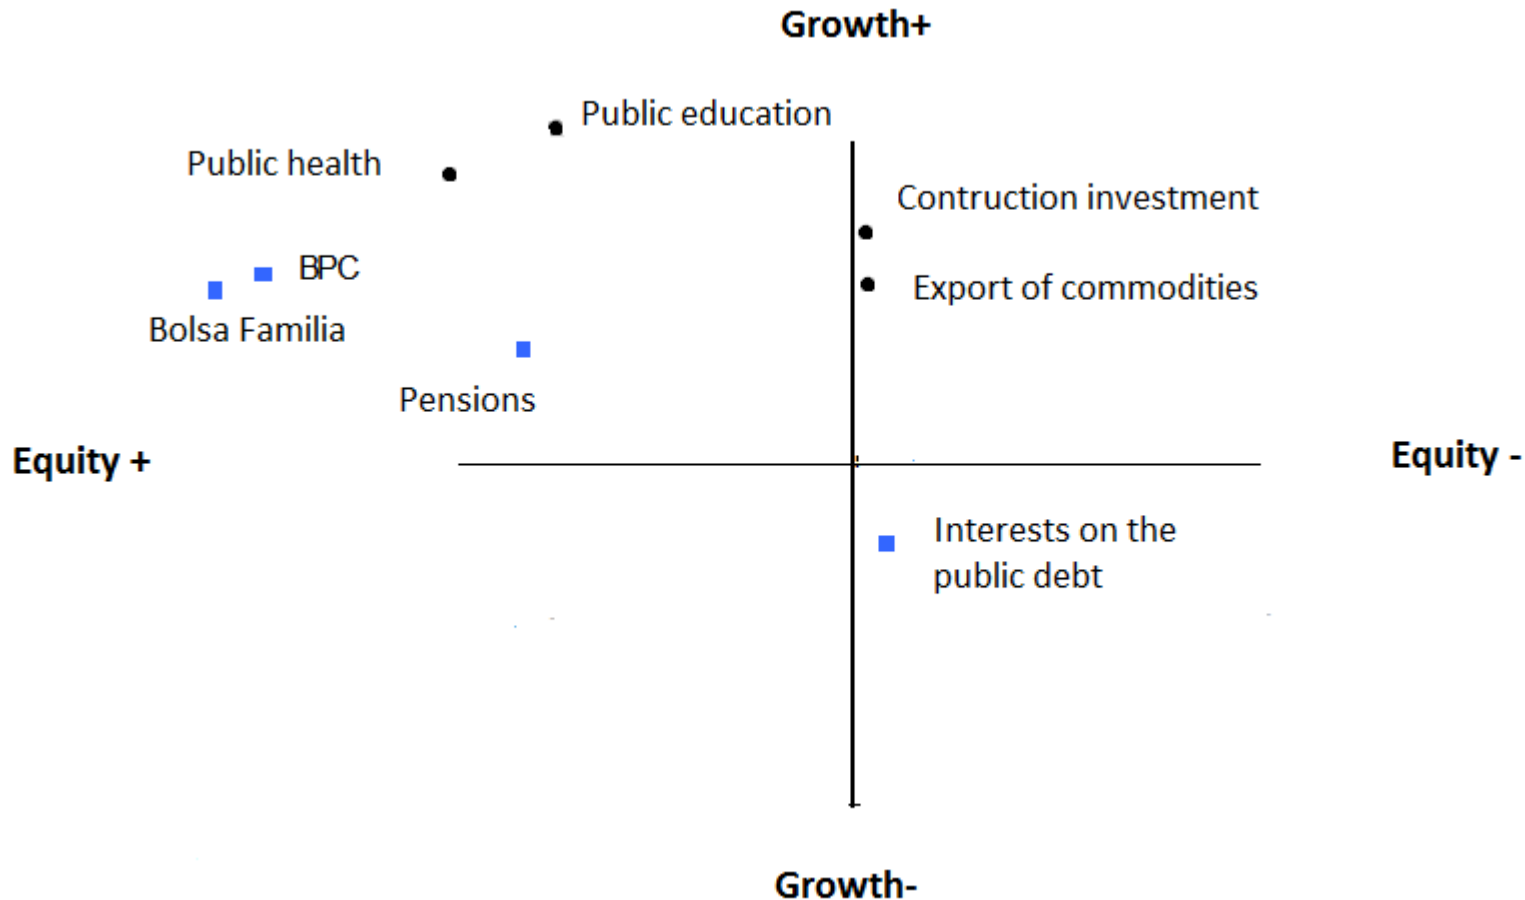 Growth+
Public education
Public health
Contruction investment
BPC
Export of commodities
Bolsa Familia
Pensions
Equity +
Equity -
Interests on the
public debt
Growth-